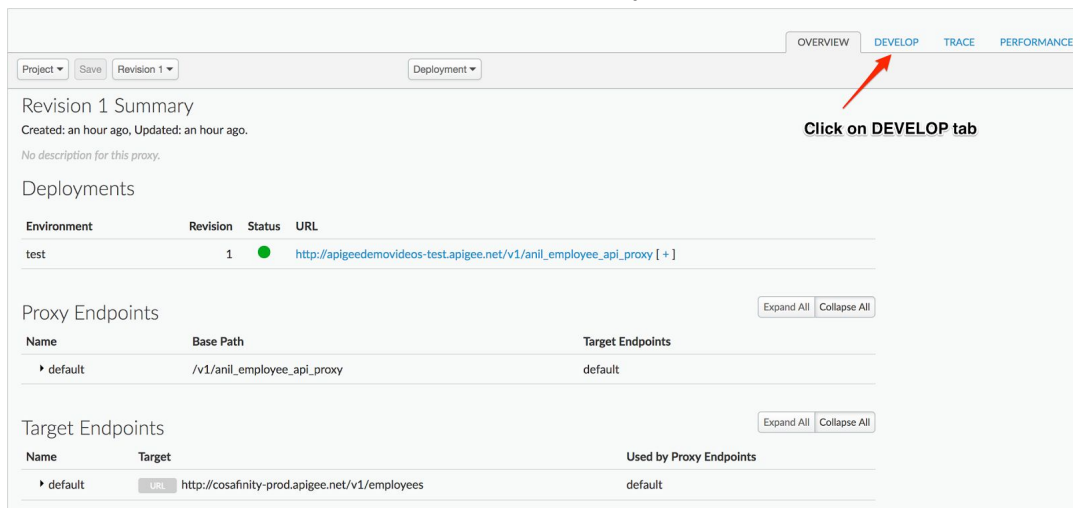 OVERVIEW DEVELOP TRACE PERFORMANCE
Project Save Revision 1 Deployment
Revision 1 Summary
Created: an hour ago, Updated: an hour ago.
Click on DEVELOP tab
No description for this proxy.
Deployments
Environment Revision Status URL
test 1 http://apigeedemovideos-test.apigee.net/v1/anil_employee_api_proxy [ + ]
Proxy Endpoints Expand All Collapse All
Name Base Path Target Endpoints
default /v1/anil_employee_api_proxy default
Target Endpoints Expand All Collapse All
Name Target Used by Proxy Endpoints
default URL http://cosafinity-prod.apigee.net/v1/employees default